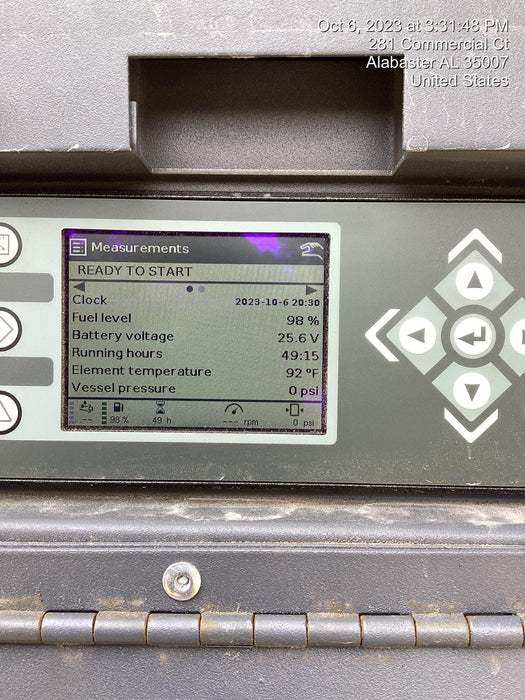 Oct 6, 2023 at 3:31:48 PM
281 Commercial Ct
Alabaster AL 35007
United States
Measurements
READY TO START
Clock 2023-10-6 20:30
Fuel level 98 %
Battery voltage 25.6 V
Running hours 49:15
Element temperature 92 °F
Vessel pressure 0 psi
-- 98 % 49 h --- rpm 0 psi